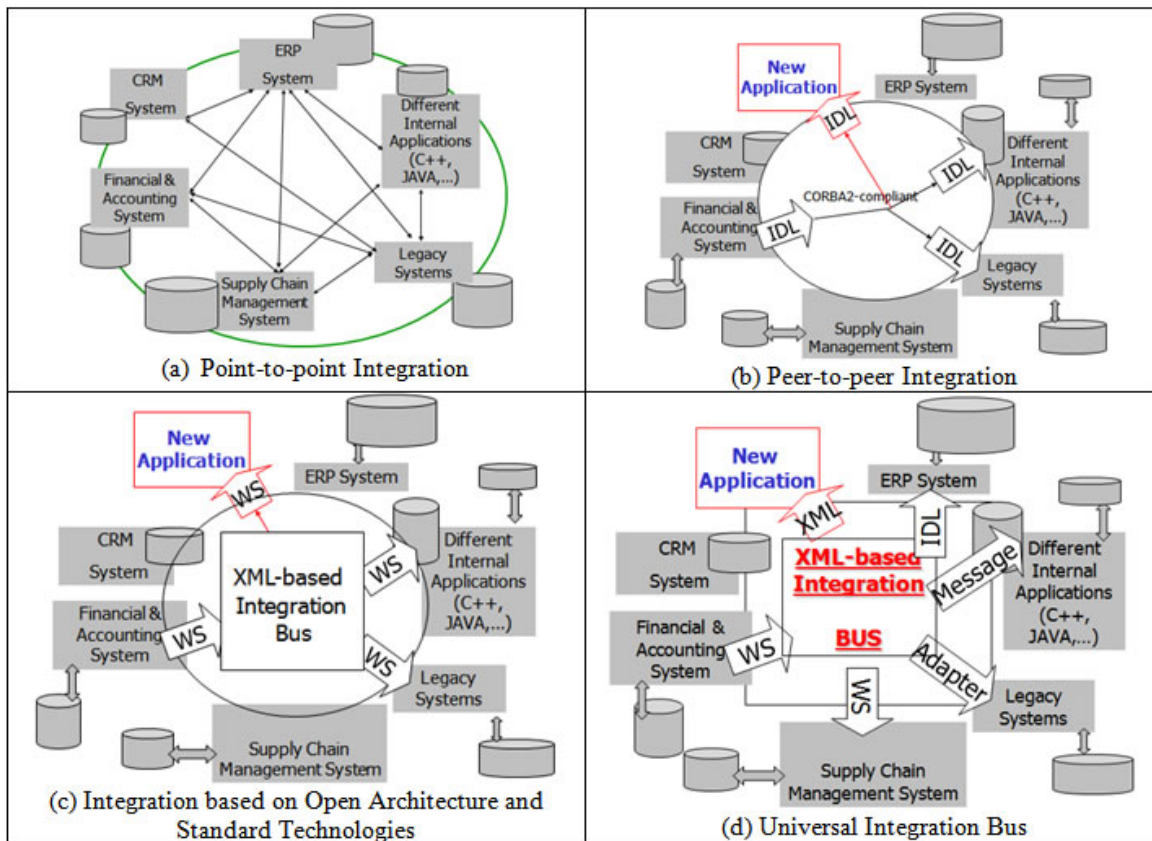 ERP
System
CRM
System
Different
Internal
Applications
(C++,
JAVA,...)
Financial &
Accounting
System
Legacy
Systems
Supply Chain
Management
System
(a) Point-to-point Integration
New
Application
ERP System
IDL
CRM
System
Different
Internal
Applications
(C++,
JAVA,...)
IDL
CORBA2-compliant
Financial &
Accounting
System
IDL
IDL
Legacy
Systems
Supply Chain
Management System
(b) Peer-to-peer Integration
New
Application
ERP System
WS
CRM
System
Different
Internal
Applications
(C++,
JAVA,...)
XML-based
Integration
Bus
WS
Financial &
Accounting
System
WS
WS
Legacy
Systems
Supply Chain
Management System
(c) Integration based on Open Architecture and
Standard Technologies
New
Application
ERP System
XML
IDL
CRM
System
XML-based
Integration
BUS
Message
Different
Internal
Applications
(C++,
JAVA,...)
Financial &
Accounting
System
WS
WS
Adapter
Legacy
Systems
Supply Chain
Management System
(d) Universal Integration Bus